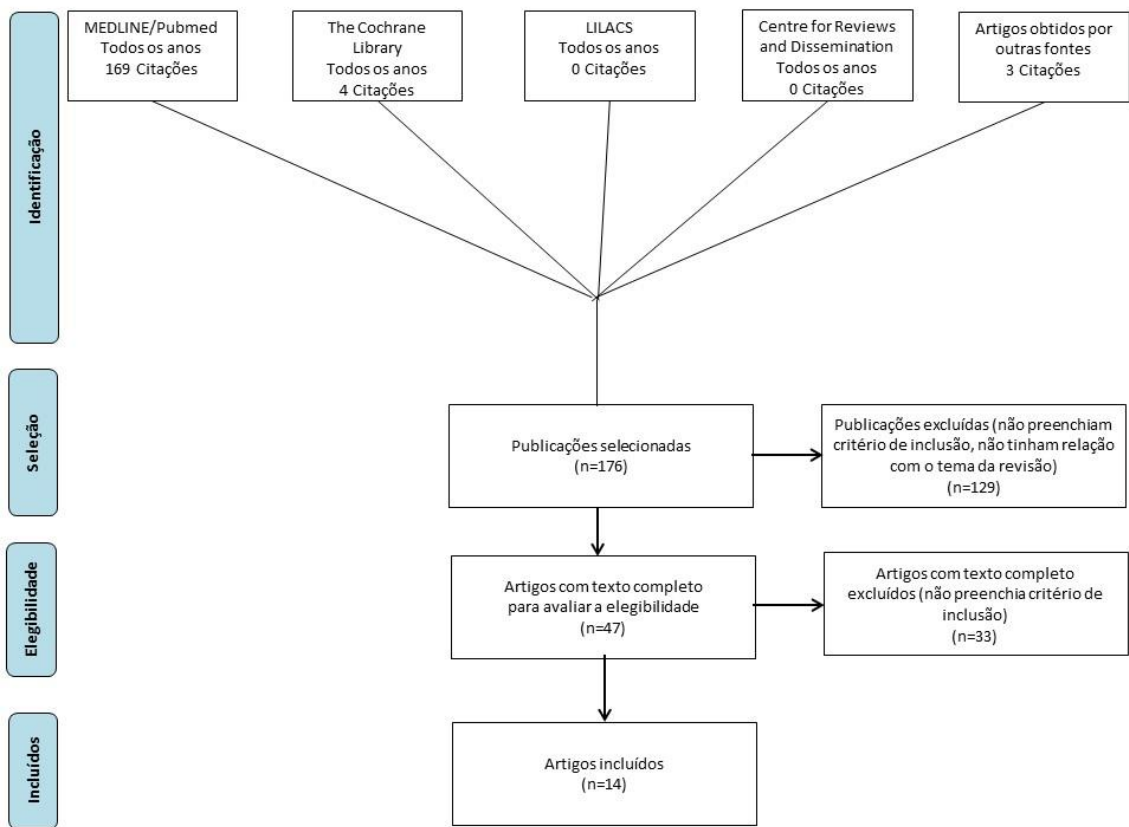 Identificação
MEDLINE/Pubmed
Todos os anos
169 Citações
The Cochrane
Library
Todos os anos
4 Citações
LILACS
Todos os anos
0 Citações
Centre for Reviews
and Dissemination
Todos os anos
0 Citações
Artigos obtidos por
outras fontes
3 Citações
Seleção
Publicações selecionadas
(n=176)
Publicações excluídas (não preenchiam
critério de inclusão, não tinham relação
com o tema da revisão)
(n=129)
Elegibilidade
Artigos com texto completo
para avaliar a elegibilidade
(n=47)
Artigos com texto completo
excluídos (não preenchia critério de
inclusão)
(n=33)
Incluídos
Artigos incluídos
(n=14)